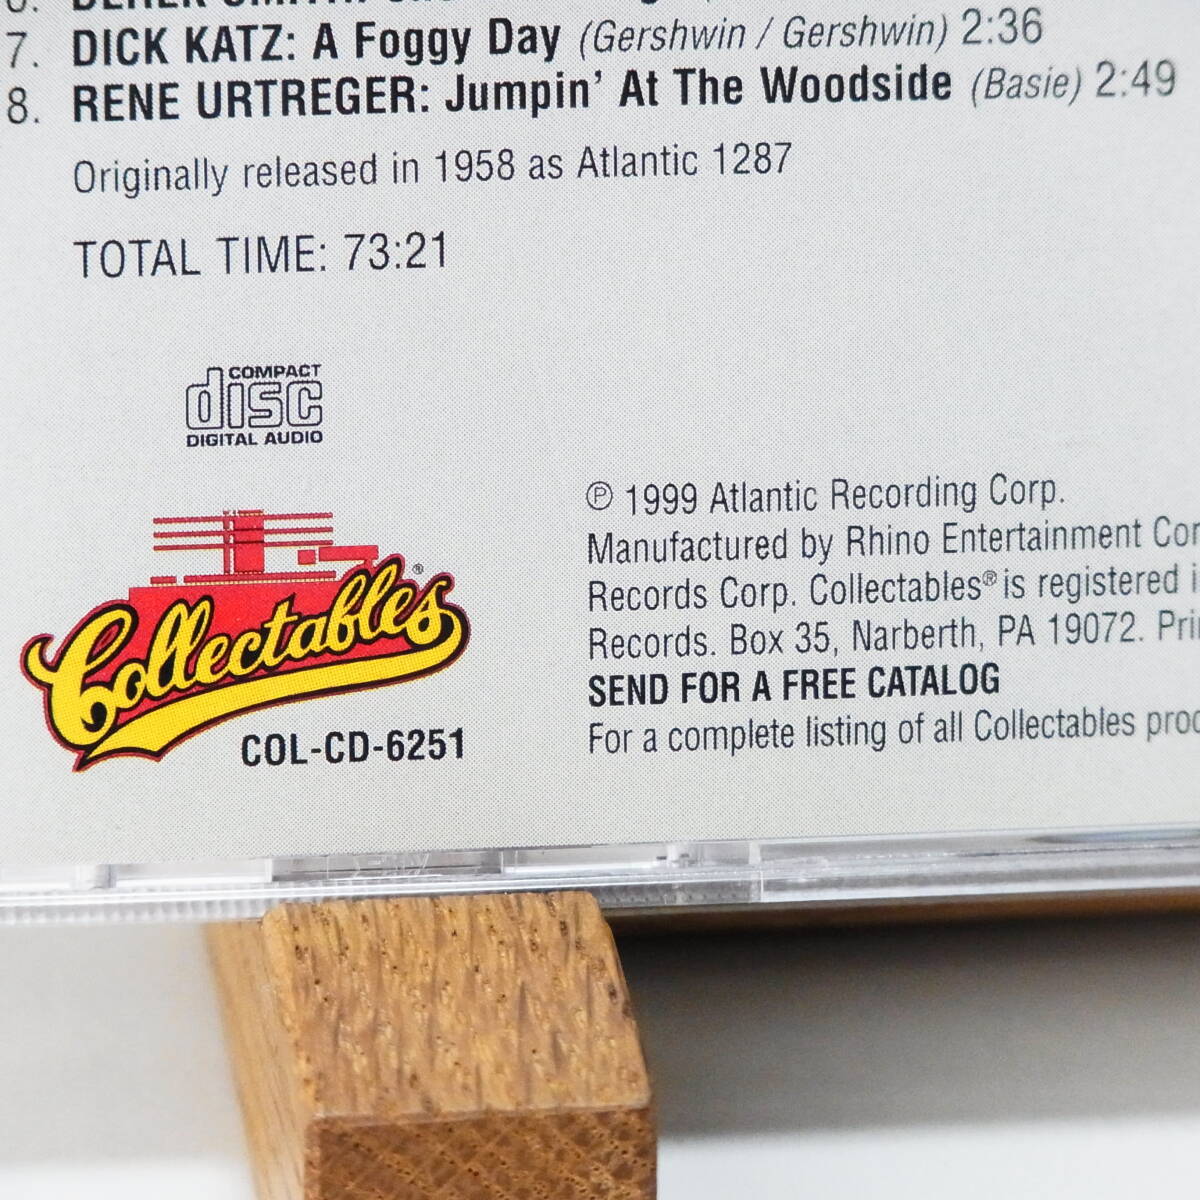 7. DICK KATZ: A Foggy Day (Gershwin / Gershwin) 2:36
8. RENE URTREGER: Jumpin' At The Woodside (Basie) 2:49
Originally released in 1958 as Atlantic 1287
TOTAL TIME: 73:21
COMPACT
disc
DIGITAL AUDIO
Collectables®
COL-CD-6251
℗ 1999 Atlantic Recording Corp.
Manufactured by Rhino Entertainment
Records Corp. Collectables® is registered
Records. Box 35, Narberth, PA 19072.
SEND FOR A FREE CATALOG
For a complete listing of all Collectables